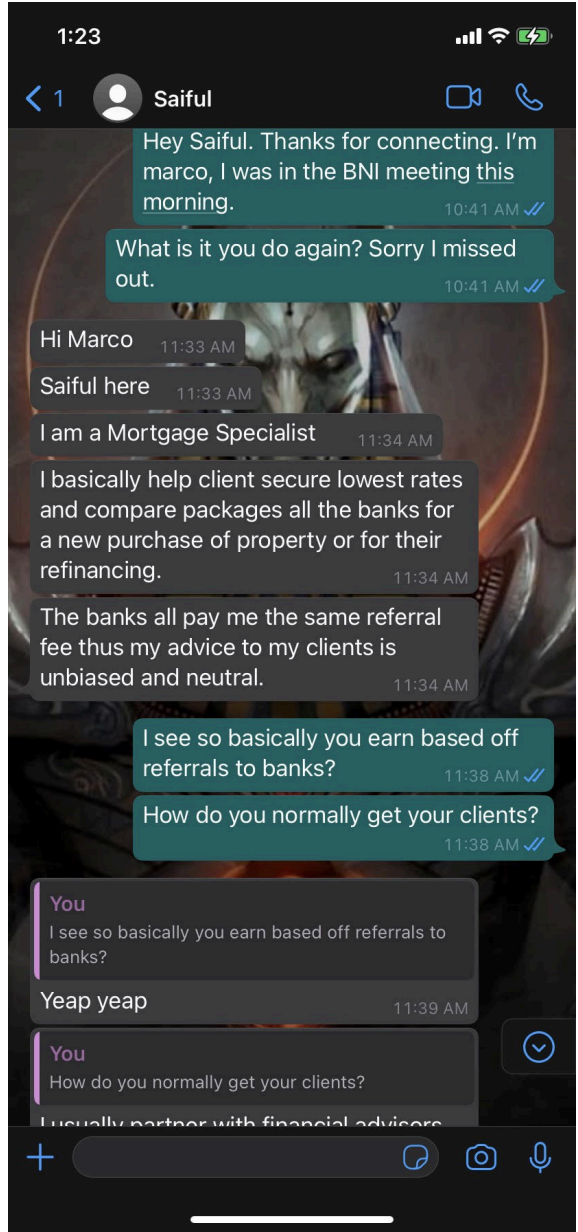 1:23
1
Saiful
Hey Saiful. Thanks for connecting. I'm
marco, I was in the BNI meeting this
morning.
10:41 AM
What is it you do again? Sorry I missed
out.
10:41 AM
Hi Marco
11:33 AM
Saiful here
11:33 AM
I am a Mortgage Specialist
11:34 AM
I basically help client secure lowest rates
and compare packages all the banks for
a new purchase of property or for their
refinancing.
11:34 AM
The banks all pay me the same referral
fee thus my advice to my clients is
unbiased and neutral.
11:34 AM
I see so basically you earn based off
referrals to banks?
11:38 AM
How do you normally get your clients?
11:38 AM
You
I see so basically you earn based off referrals to
banks?
Yeap yeap
11:39 AM
You
How do you normally get your clients?
I usually partner with financial advisors